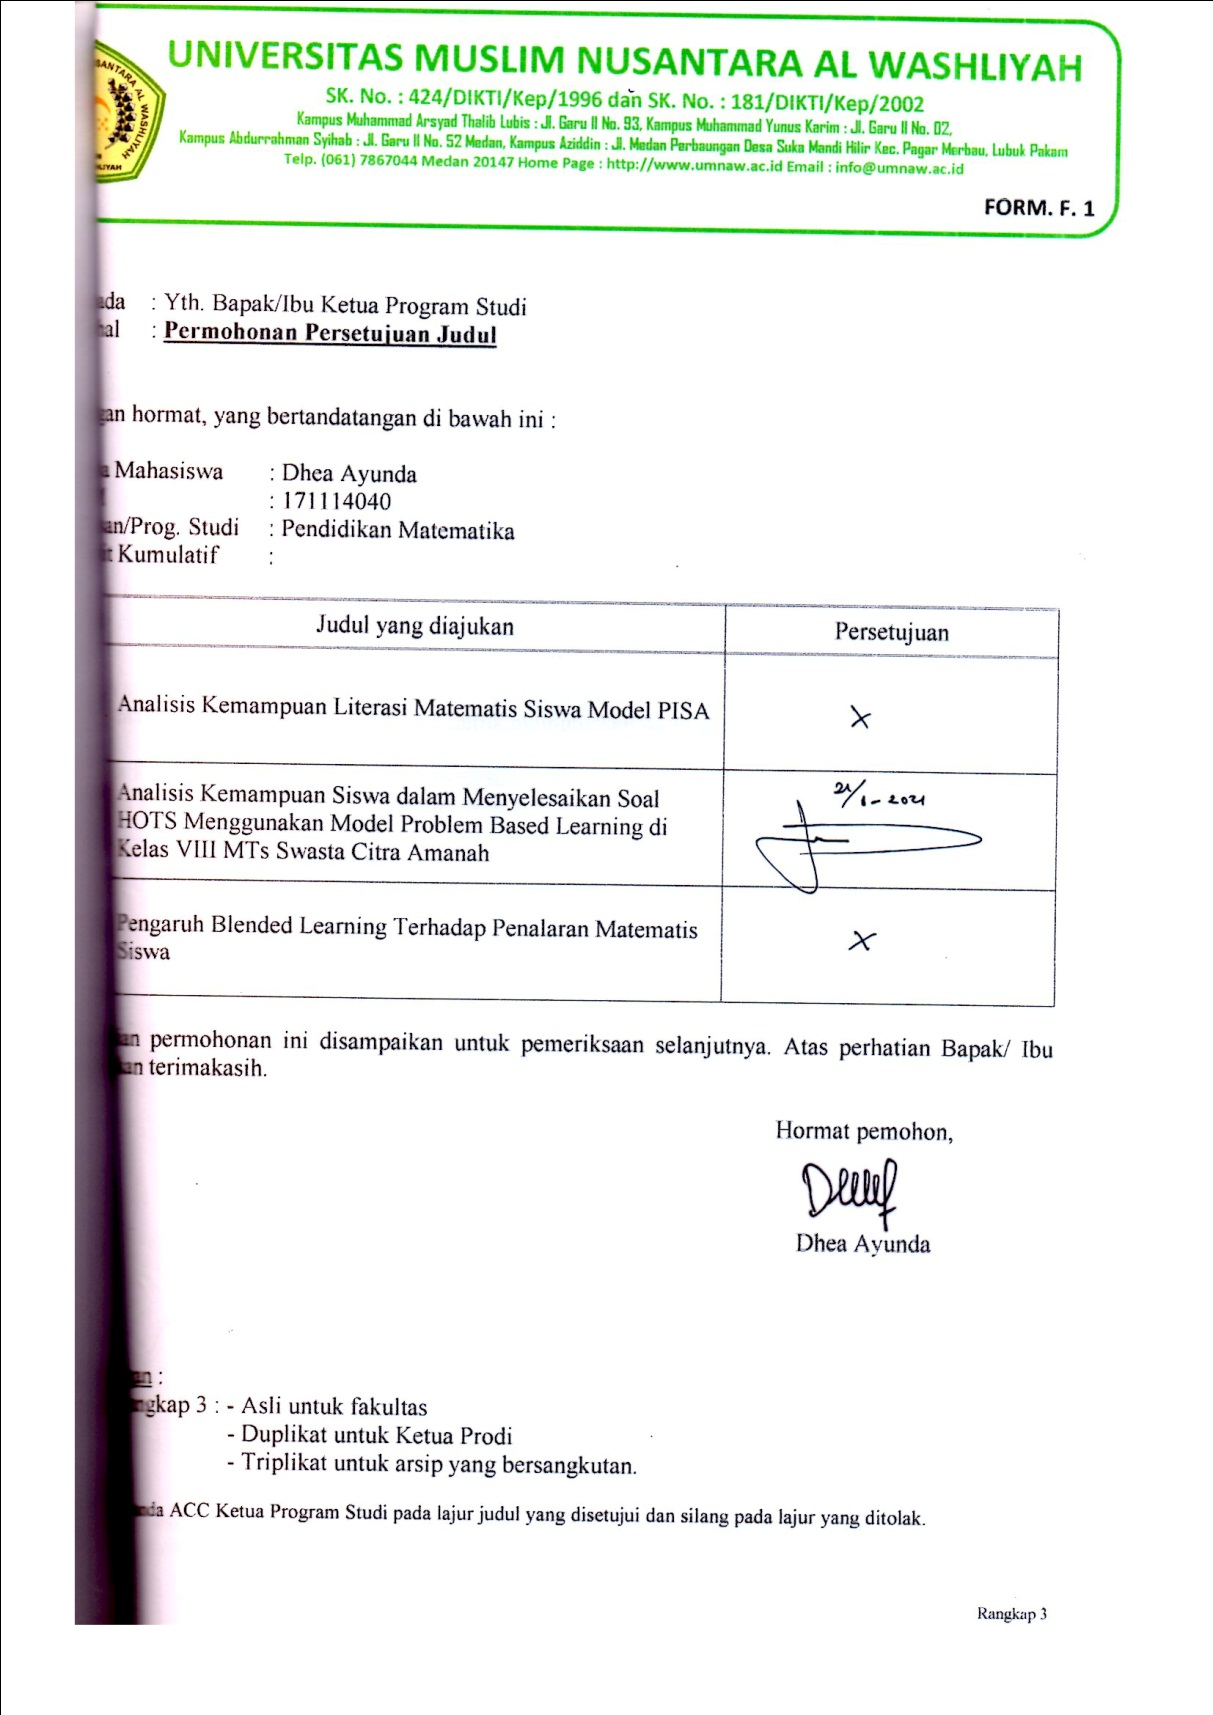 UNIVERSITAS MUSLIM NUSANTARA AL WASHLIYAH
SK. No. : 424/DIKTI/Kep/1996 dan SK. No. : 181/DIKTI/Kep/2002
Kampus Muhammad Arsyad Thalib Lubis : Jl. Garu II No. 93, Kampus Muhammad Yunus Karim : Jl. Garu II No. 02,
Kampus Abdurrahman Syihab : Jl. Garu II No. 52 Medan, Kampus Aziddin : Jl. Medan Perbaungan Desa Suka Mandi Hilir Kec. Pagar Merbau, Lubuk Pakam
Telp. (061) 7867044 Medan 20147 Home Page : http://www.umnaw.ac.id Email : info@umnaw.ac.id
FORM. F. 1
: Yth. Bapak/Ibu Ketua Program Studi
: Permohonan Persetujuan Judul
hormat, yang bertandatangan di bawah ini :
Mahasiswa : Dhea Ayunda
: 171114040
an/Prog. Studi : Pendidikan Matematika
Kumulatif :
Judul yang diajukan Persetujuan
Analisis Kemampuan Literasi Matematis Siswa Model PISA X
21/1-2021
Analisis Kemampuan Siswa dalam Menyelesaikan Soal
HOTS Menggunakan Model Problem Based Learning di
Kelas VIII MTs Swasta Citra Amanah
Pengaruh Blended Learning Terhadap Penalaran Matematis X
Siswa
permohonan ini disampaikan untuk pemeriksaan selanjutnya. Atas perhatian Bapak/ Ibu
terimakasih.
Hormat pemohon,
Dhea Ayunda
:
ngkap 3 : - Asli untuk fakultas
- Duplikat untuk Ketua Prodi
- Triplikat untuk arsip yang bersangkutan.
ACC Ketua Program Studi pada lajur judul yang disetujui dan silang pada lajur yang ditolak.
Rangkap 3